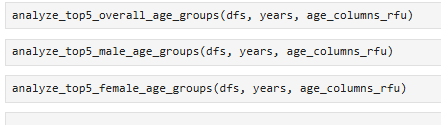 analyze_top5_overall_age_groups(dfs, years, age_columns_rfu)
analyze_top5_male_age_groups(dfs, years, age_columns_rfu)
analyze_top5_female_age_groups(dfs, years, age_columns_rfu)